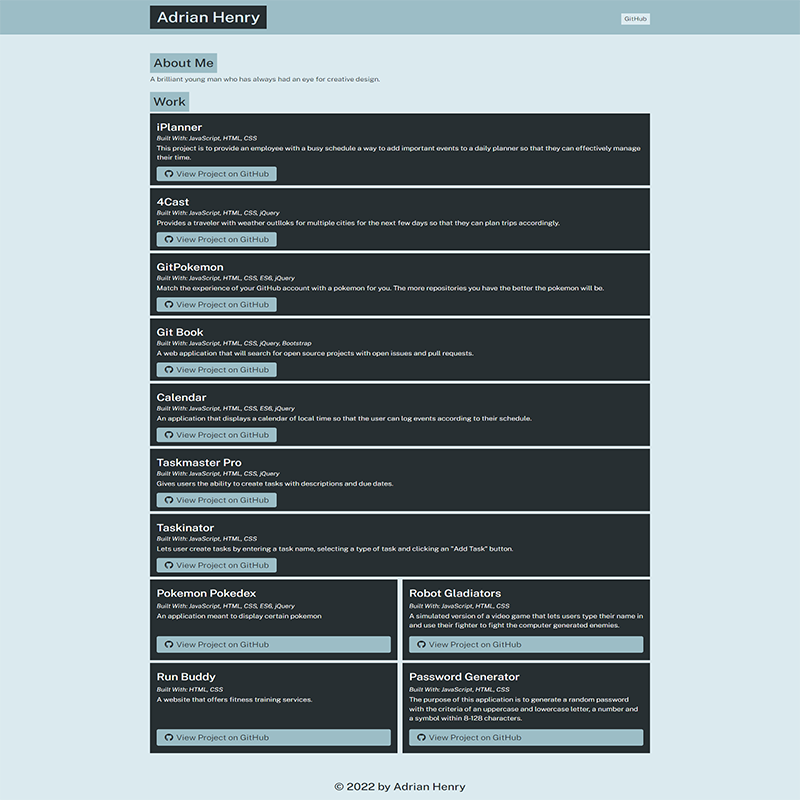 Adrian Henry
GitHub
About Me
A brilliant young man who has always had an eye for creative design.
Work
iPlanner
Built With: JavaScript, HTML, CSS
This project is to provide an employee with a busy schedule a way to add important events to a daily planner so that they can effectively manage
their time.
View Project on GitHub
4Cast
Built With: JavaScript, HTML, CSS, jQuery
Provides a traveler with weather outlloks for multiple cities for the next few days so that they can plan trips accordingly.
View Project on GitHub
GitPokemon
Built With: JavaScript, HTML, CSS, ES6, jQuery
Match the experience of your GitHub account with a pokemon for you. The more repositories you have the better the pokemon will be.
View Project on GitHub
Git Book
Built With: JavaScript, HTML, CSS, jQuery, Bootstrap
A web application that will search for open source projects with open issues and pull requests.
View Project on GitHub
Calendar
Built With: JavaScript, HTML, CSS, ES6, jQuery
An application that displays a calendar of local time so that the user can log events according to their schedule.
View Project on GitHub
Taskmaster Pro
Built With: JavaScript, HTML, CSS, jQuery
Gives users the ability to create tasks with descriptions and due dates.
View Project on GitHub
Taskinator
Built With: JavaScript, HTML, CSS
Lets user create tasks by entering a task name, selecting a type of task and clicking an "Add Task" button.
View Project on GitHub
Pokemon Pokedex
Built With: JavaScript, HTML, CSS, ES6, jQuery
An application meant to display certain pokemon
View Project on GitHub
Robot Gladiators
Built With: JavaScript, HTML, CSS
A simulated version of a video game that lets users type their name in
and use their fighter to fight the computer generated enemies.
View Project on GitHub
Run Buddy
Built With: HTML, CSS
A website that offers fitness training services.
View Project on GitHub
Password Generator
Built With: JavaScript, HTML, CSS
The purpose of this application is to generate a random password
with the criteria of an uppercase and lowercase letter, a number and
a symbol within 8-128 characters.
View Project on GitHub
© 2022 by Adrian Henry